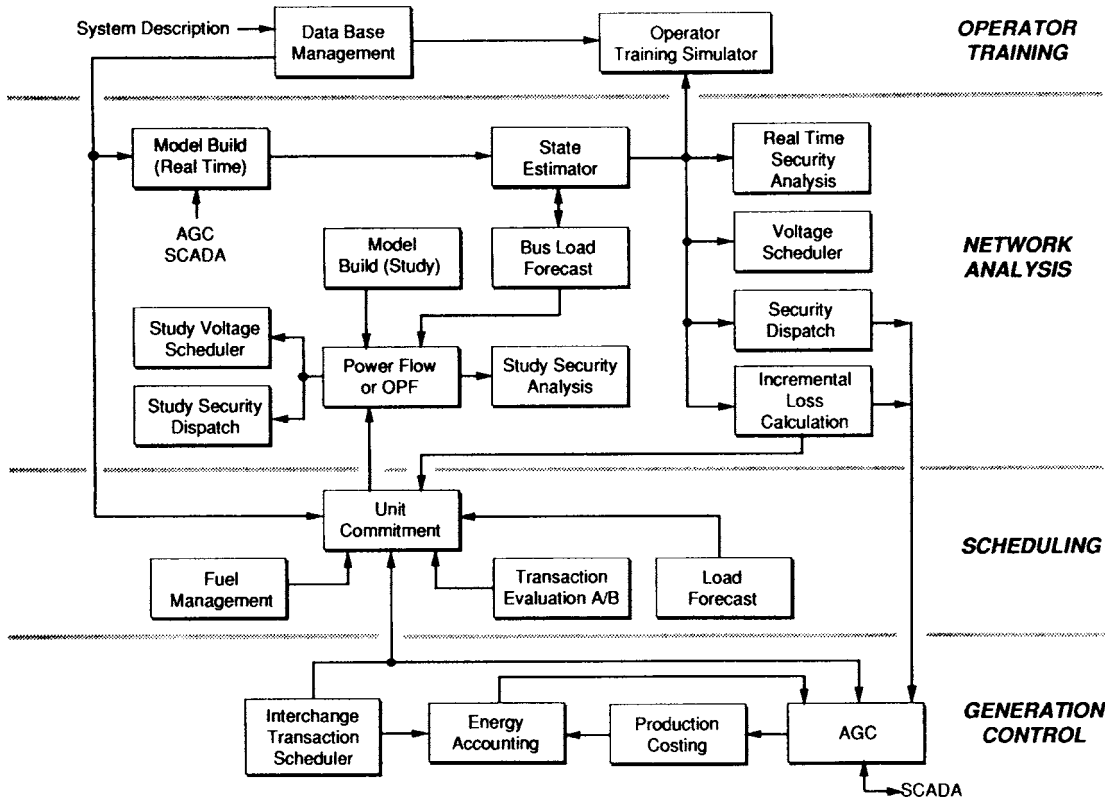 System Description
Data Base
Management
Operator
Training Simulator
OPERATOR
TRAINING
Model Build
(Real Time)
State
Estimator
Real Time
Security
Analysis
AGC
SCADA
Model
Build (Study)
Bus Load
Forecast
Voltage
Scheduler
NETWORK
ANALYSIS
Study Voltage
Scheduler
Power Flow
or OPF
Study Security
Analysis
Security
Dispatch
Study Security
Dispatch
Incremental
Loss
Calculation
Unit
Commitment
SCHEDULING
Fuel
Management
Transaction
Evaluation A/B
Load
Forecast
Interchange
Transaction
Scheduler
Energy
Accounting
Production
Costing
AGC
GENERATION
CONTROL
SCADA